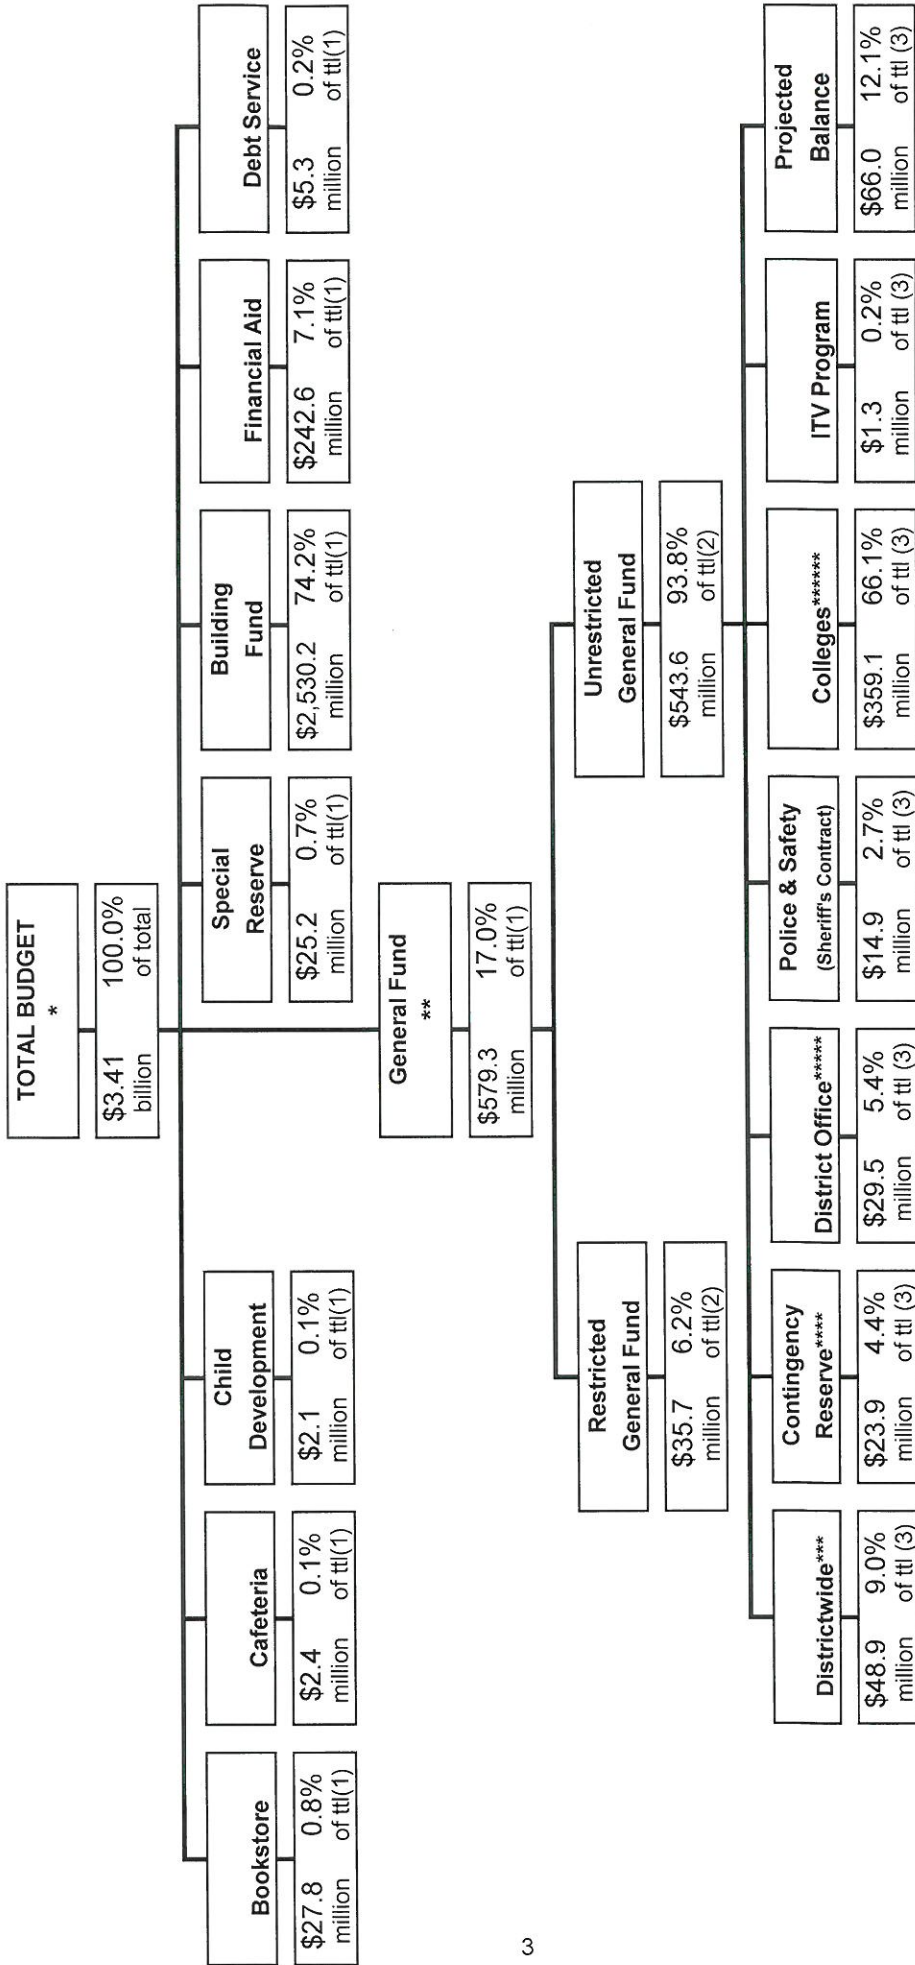 TOTAL BUDGET
*
$3.41 100.0%
billion of total
Bookstore
$27.8 0.8%
million of ttl(1)
Cafeteria
$2.4 0.1%
million of ttl(1)
Child
Development
$2.1 0.1%
million of ttl(1)
Special
Reserve
$25.2 0.7%
million of ttl(1)
Building
Fund
$2,530.2 74.2%
million of ttl(1)
Financial Aid
$242.6 7.1%
million of ttl(1)
Debt Service
$5.3 0.2%
million of ttl(1)
General Fund
**
$579.3 17.0%
million of ttl(1)
Restricted
General Fund
$35.7 6.2%
million of ttl(2)
Unrestricted
General Fund
$543.6 93.8%
million of ttl(2)
Districtwide***
$48.9 9.0%
million of ttl (3)
Contingency
Reserve****
$23.9 4.4%
million of ttl (3)
District Office*****
$29.5 5.4%
million of ttl (3)
Police & Safety
(Sheriff's Contract)
$14.9 2.7%
million of ttl (3)
Colleges******
$359.1 66.1%
million of ttl (3)
ITV Program
$1.3 0.2%
million of ttl (3)
Projected
Balance
$66.0 12.1%
million of ttl (3)
3